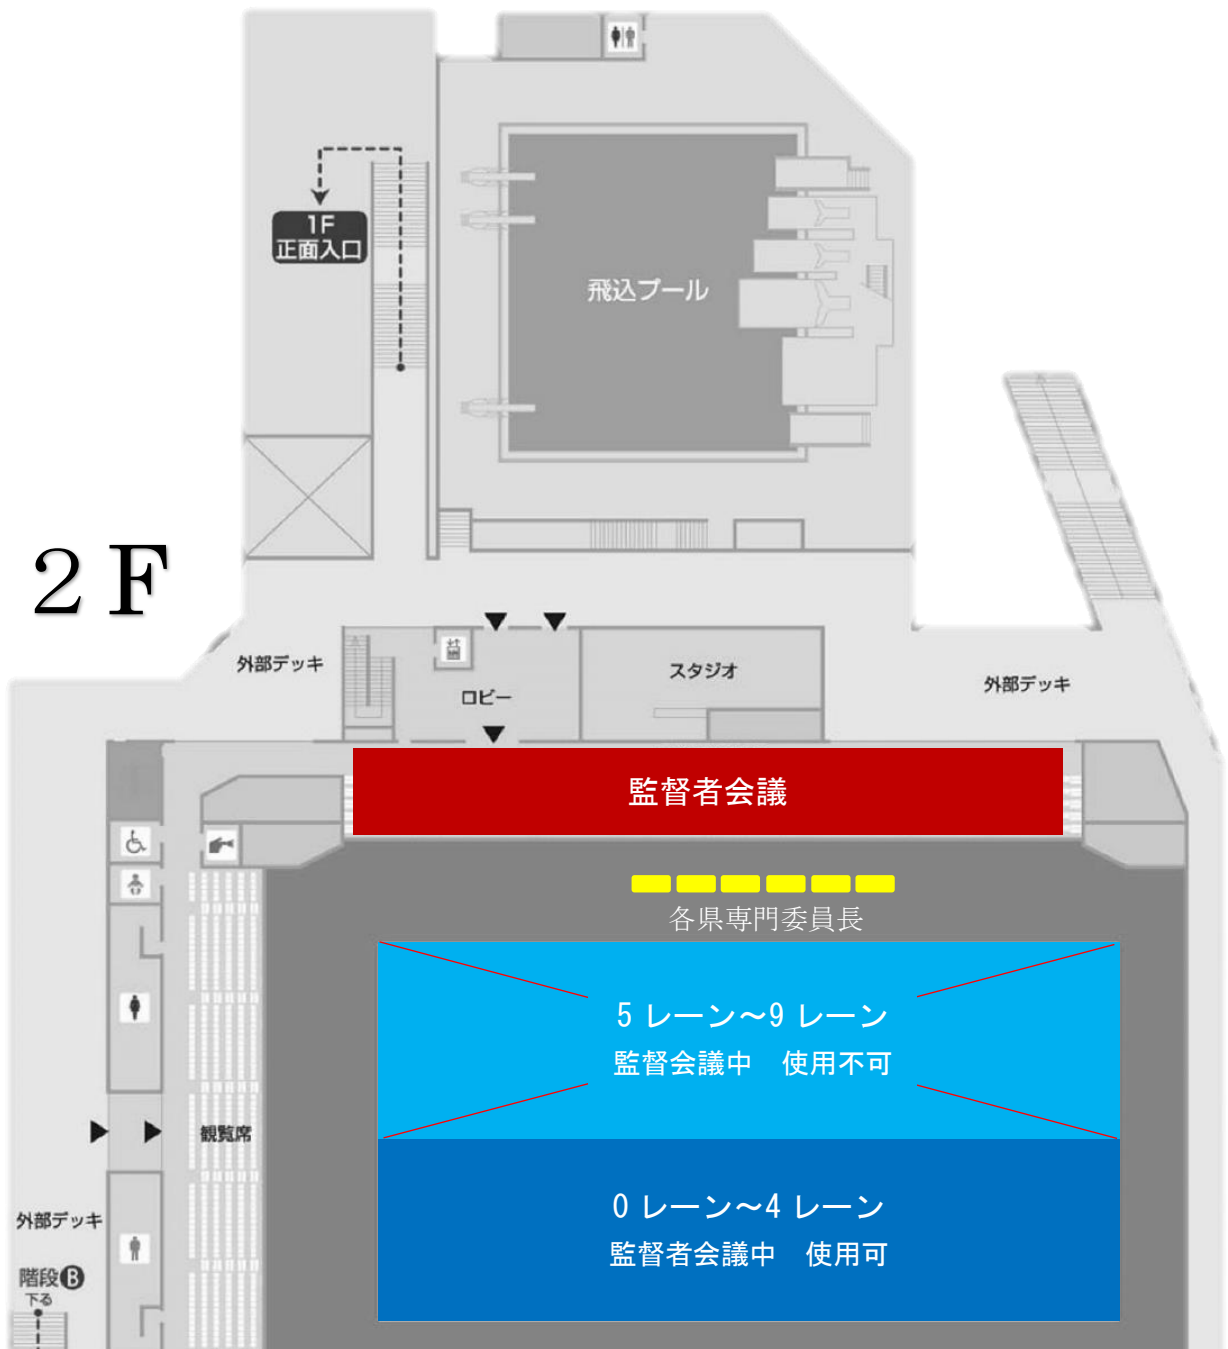 1F
正面入口
飛込プール
２F
外部デッキ
ロビー
スタジオ
外部デッキ
監督者会議
各県専門委員長
5 レーン～9 レーン
監督会議中　使用不可
観覧席
0 レーン～4 レーン
監督者会議中　使用可
外部デッキ
階段B
下る